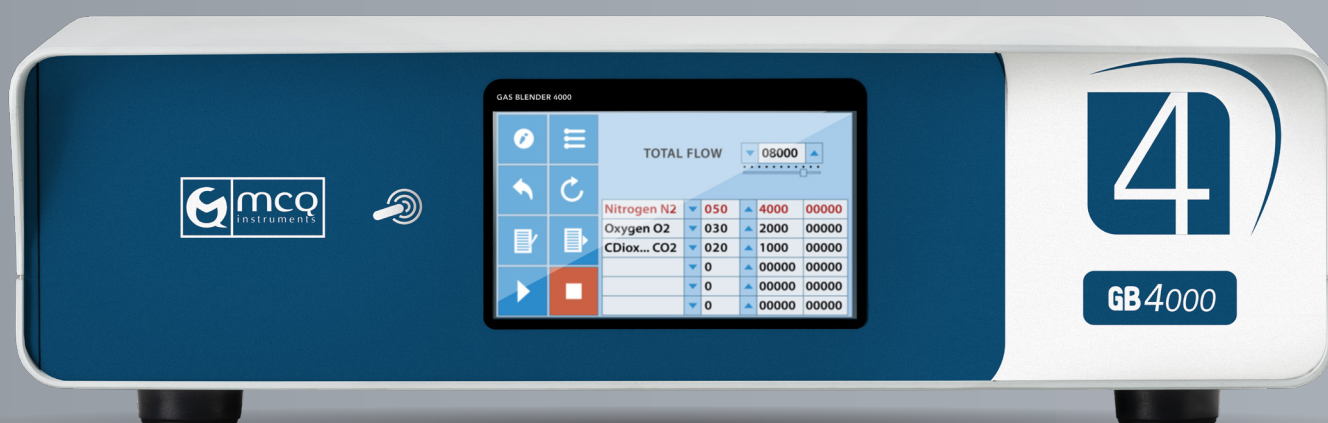 GAS BLENDER 4000
mcq
instruments
TOTAL FLOW 08000
Nitrogen N2 050 4000 00000
Oxygen O2 030 2000 00000
CDiox... CO2 020 1000 00000
0 00000 00000
0 00000 00000
0 00000 00000
4
GB4000